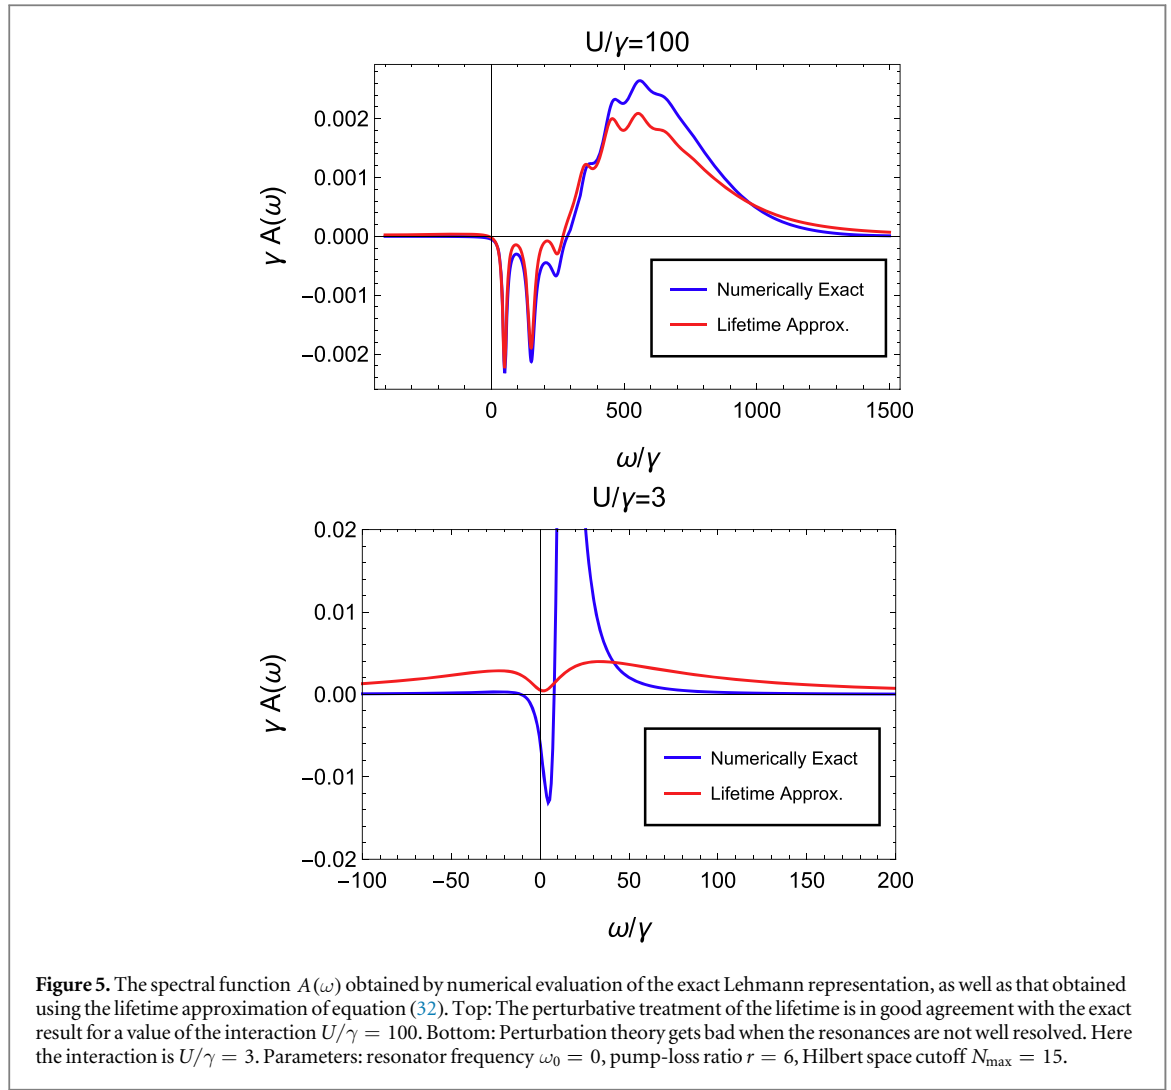 U/γ=100
0.002
0.001
0.000
−0.001
−0.002
γ A(ω)
Numerically Exact
Lifetime Approx.
0 500 1000 1500
ω/γ
U/γ=3
0.02
0.01
0.00
−0.01
−0.02
γ A(ω)
Numerically Exact
Lifetime Approx.
−100 −50 0 50 100 150 200
ω/γ
Figure 5. The spectral function A(ω) obtained by numerical evaluation of the exact Lehmann representation, as well as that obtained
using the lifetime approximation of equation (32). Top: The perturbative treatment of the lifetime is in good agreement with the exact
result for a value of the interaction U/γ = 100. Bottom: Perturbation theory gets bad when the resonances are not well resolved. Here
the interaction is U/γ = 3. Parameters: resonator frequency ω₀ = 0, pump-loss ratio r = 6, Hilbert space cutoff Nmax = 15.